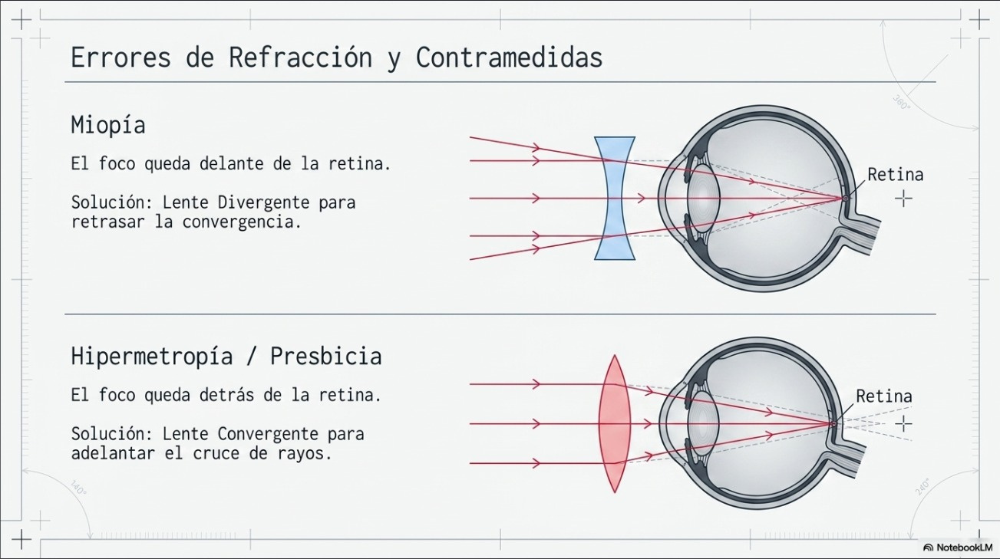 Errores de Refracción y Contramedidas
Miopía
El foco queda delante de la retina.
Solución: Lente Divergente para
retrasar la convergencia.
Retina
360°
Hipermetropía / Presbicia
El foco queda detrás de la retina.
Solución: Lente Convergente para
adelantar el cruce de rayos.
Retina
140°
240°
NotebookLM